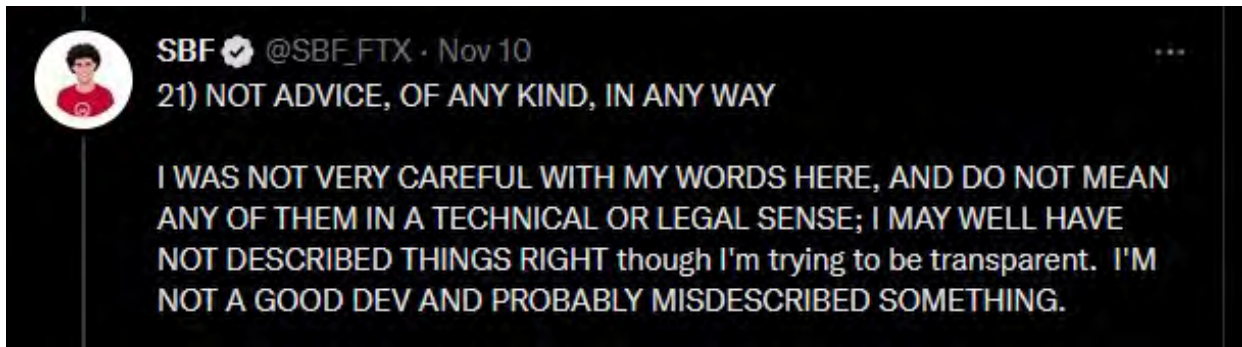 SBF @SBF_FTX · Nov 10
21) NOT ADVICE, OF ANY KIND, IN ANY WAY
I WAS NOT VERY CAREFUL WITH MY WORDS HERE, AND DO NOT MEAN
ANY OF THEM IN A TECHNICAL OR LEGAL SENSE; I MAY WELL HAVE
NOT DESCRIBED THINGS RIGHT though I'm trying to be transparent.  I'M
NOT A GOOD DEV AND PROBABLY MISDESCRIBED SOMETHING.